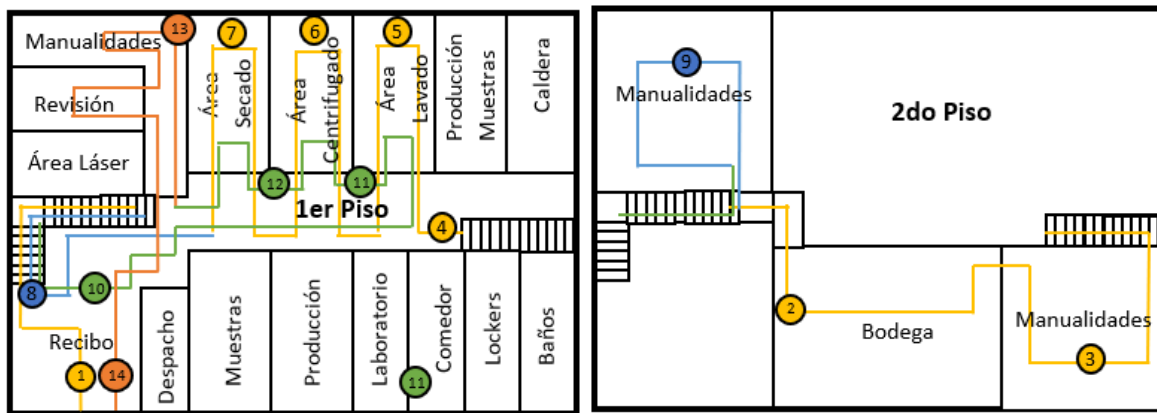 13
7
6
5
Manualidades
Revisión
Área Láser
Área
Secado
Área
Centrifugado
Área
Lavado
Producción
Muestras
Caldera
12
11
1er Piso
4
8
10
Recibo
1
14
Despacho
Muestras
Producción
Laboratorio
11
Comedor
Lockers
Baños
9
Manualidades
2do Piso
2
Bodega
Manualidades
3